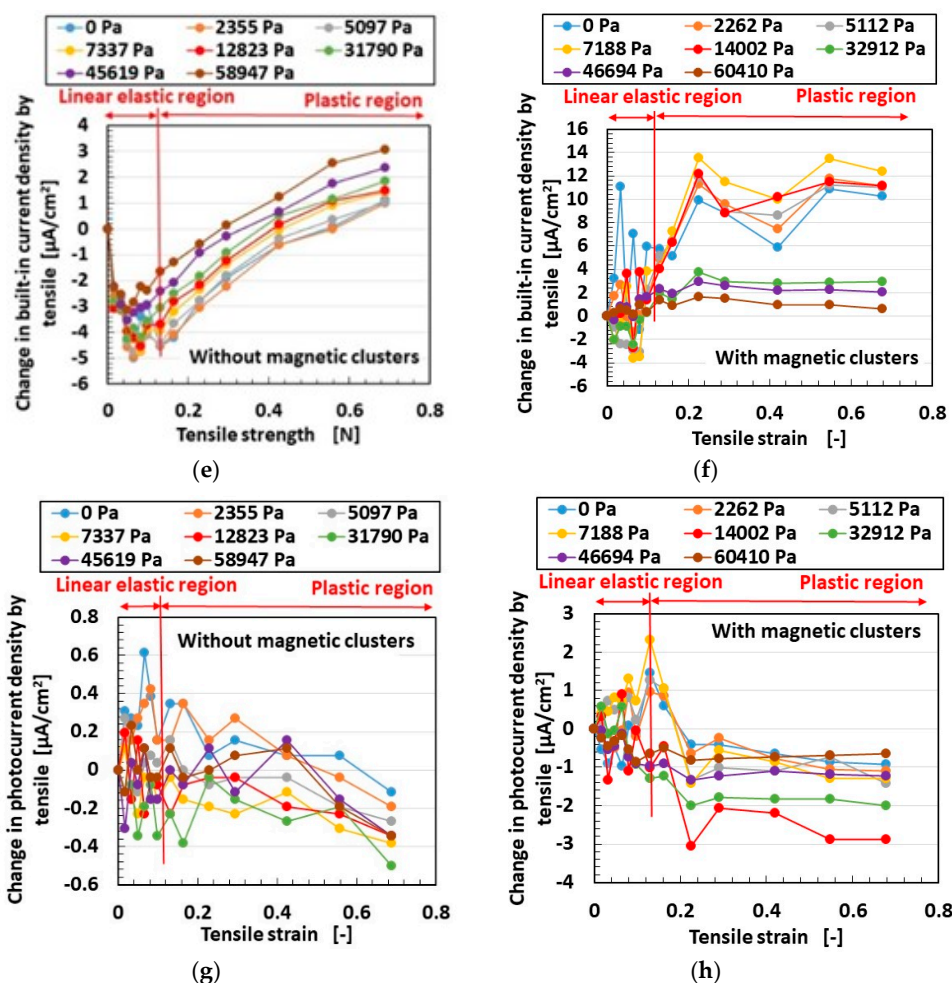 0 Pa 2355 Pa 5097 Pa
7337 Pa 12823 Pa 31790 Pa
45619 Pa 58947 Pa
Linear elastic region Plastic region
Change in built-in current density by
tensile [μA/cm²]
4
3
2
1
0
-1
-2
-3
-4
-5
-6
Without magnetic clusters
0 0.2 0.4 0.6 0.8
Tensile strength [N]
(e)
0 Pa 2262 Pa 5112 Pa
7188 Pa 14002 Pa 32912 Pa
46694 Pa 60410 Pa
Linear elastic region Plastic region
Change in built-in current density by
tensile [μA/cm²]
16
14
12
10
8
6
4
2
0
-2
-4
-6
With magnetic clusters
0 0.2 0.4 0.6 0.8
Tensile strain [-]
(f)
0 Pa 2355 Pa 5097 Pa
7337 Pa 12823 Pa 31790 Pa
45619 Pa 58947 Pa
Linear elastic region Plastic region
Change in photocurrent density by
tensile [μA/cm²]
0.8
0.6
0.4
0.2
0
-0.2
-0.4
-0.6
Without magnetic clusters
0 0.2 0.4 0.6 0.8
Tensile strain [-]
(g)
0 Pa 2262 Pa 5112 Pa
7188 Pa 14002 Pa 32912 Pa
46694 Pa 60410 Pa
Linear elastic region Plastic region
Change in photocurrent density by
tensile [μA/cm²]
3
2
1
0
-1
-2
-3
-4
With magnetic clusters
0 0.2 0.4 0.6 0.8
Tensile strain [-]
(h)